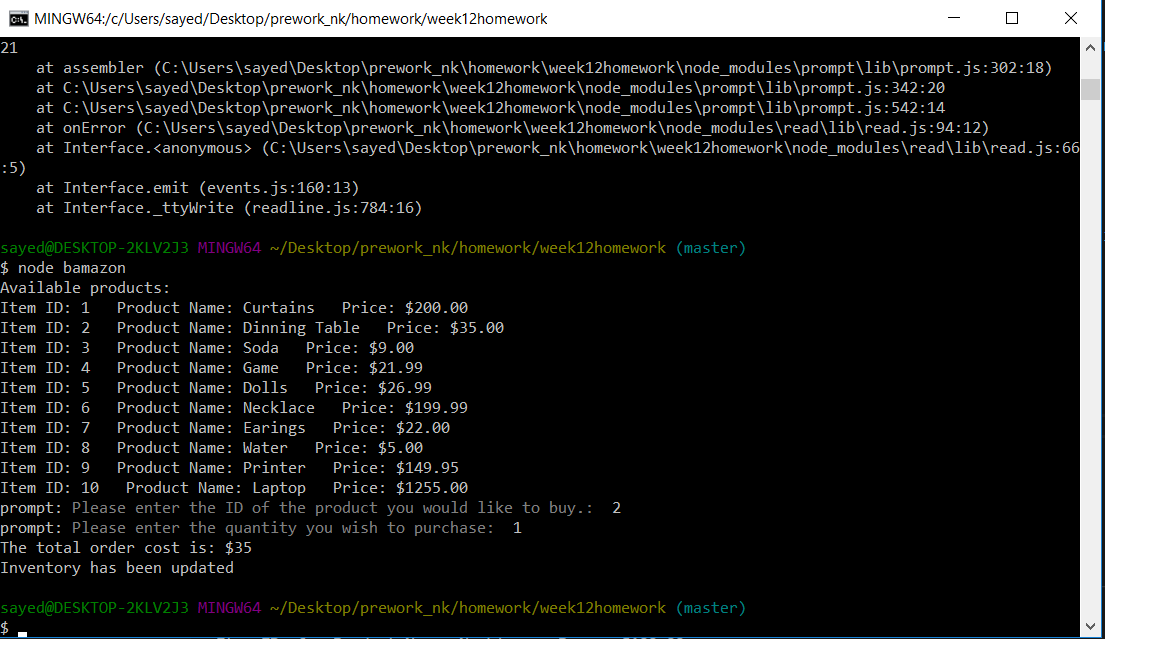 MINGW64:/c/Users/sayed/Desktop/prework_nk/homework/week12homework
21
    at assembler (C:\Users\sayed\Desktop\prework_nk\homework\week12homework\node_modules\prompt\lib\prompt.js:302:18)
    at C:\Users\sayed\Desktop\prework_nk\homework\week12homework\node_modules\prompt\lib\prompt.js:342:20
    at C:\Users\sayed\Desktop\prework_nk\homework\week12homework\node_modules\prompt\lib\prompt.js:542:14
    at onError (C:\Users\sayed\Desktop\prework_nk\homework\week12homework\node_modules\read\lib\read.js:94:12)
    at Interface.<anonymous> (C:\Users\sayed\Desktop\prework_nk\homework\week12homework\node_modules\read\lib\read.js:66
:5)
    at Interface.emit (events.js:160:13)
    at Interface._ttyWrite (readline.js:784:16)
sayed@DESKTOP-2KLV2J3 MINGW64 ~/Desktop/prework_nk/homework/week12homework (master)
$ node bamazon
Available products:
Item ID: 1   Product Name: Curtains   Price: $200.00
Item ID: 2   Product Name: Dinning Table   Price: $35.00
Item ID: 3   Product Name: Soda   Price: $9.00
Item ID: 4   Product Name: Game   Price: $21.99
Item ID: 5   Product Name: Dolls   Price: $26.99
Item ID: 6   Product Name: Necklace   Price: $199.99
Item ID: 7   Product Name: Earings   Price: $22.00
Item ID: 8   Product Name: Water   Price: $5.00
Item ID: 9   Product Name: Printer   Price: $149.95
Item ID: 10   Product Name: Laptop   Price: $1255.00
prompt: Please enter the ID of the product you would like to buy.:  2
prompt: Please enter the quantity you wish to purchase:  1
The total order cost is: $35
Inventory has been updated
sayed@DESKTOP-2KLV2J3 MINGW64 ~/Desktop/prework_nk/homework/week12homework (master)
$